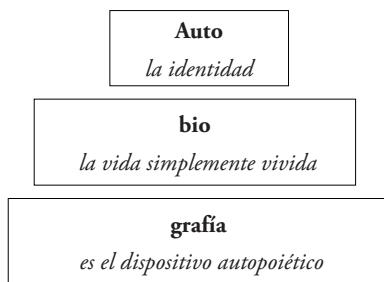 Auto
la identidad
bio
la vida simplemente vivida
grafía
es el dispositivo autopoiético